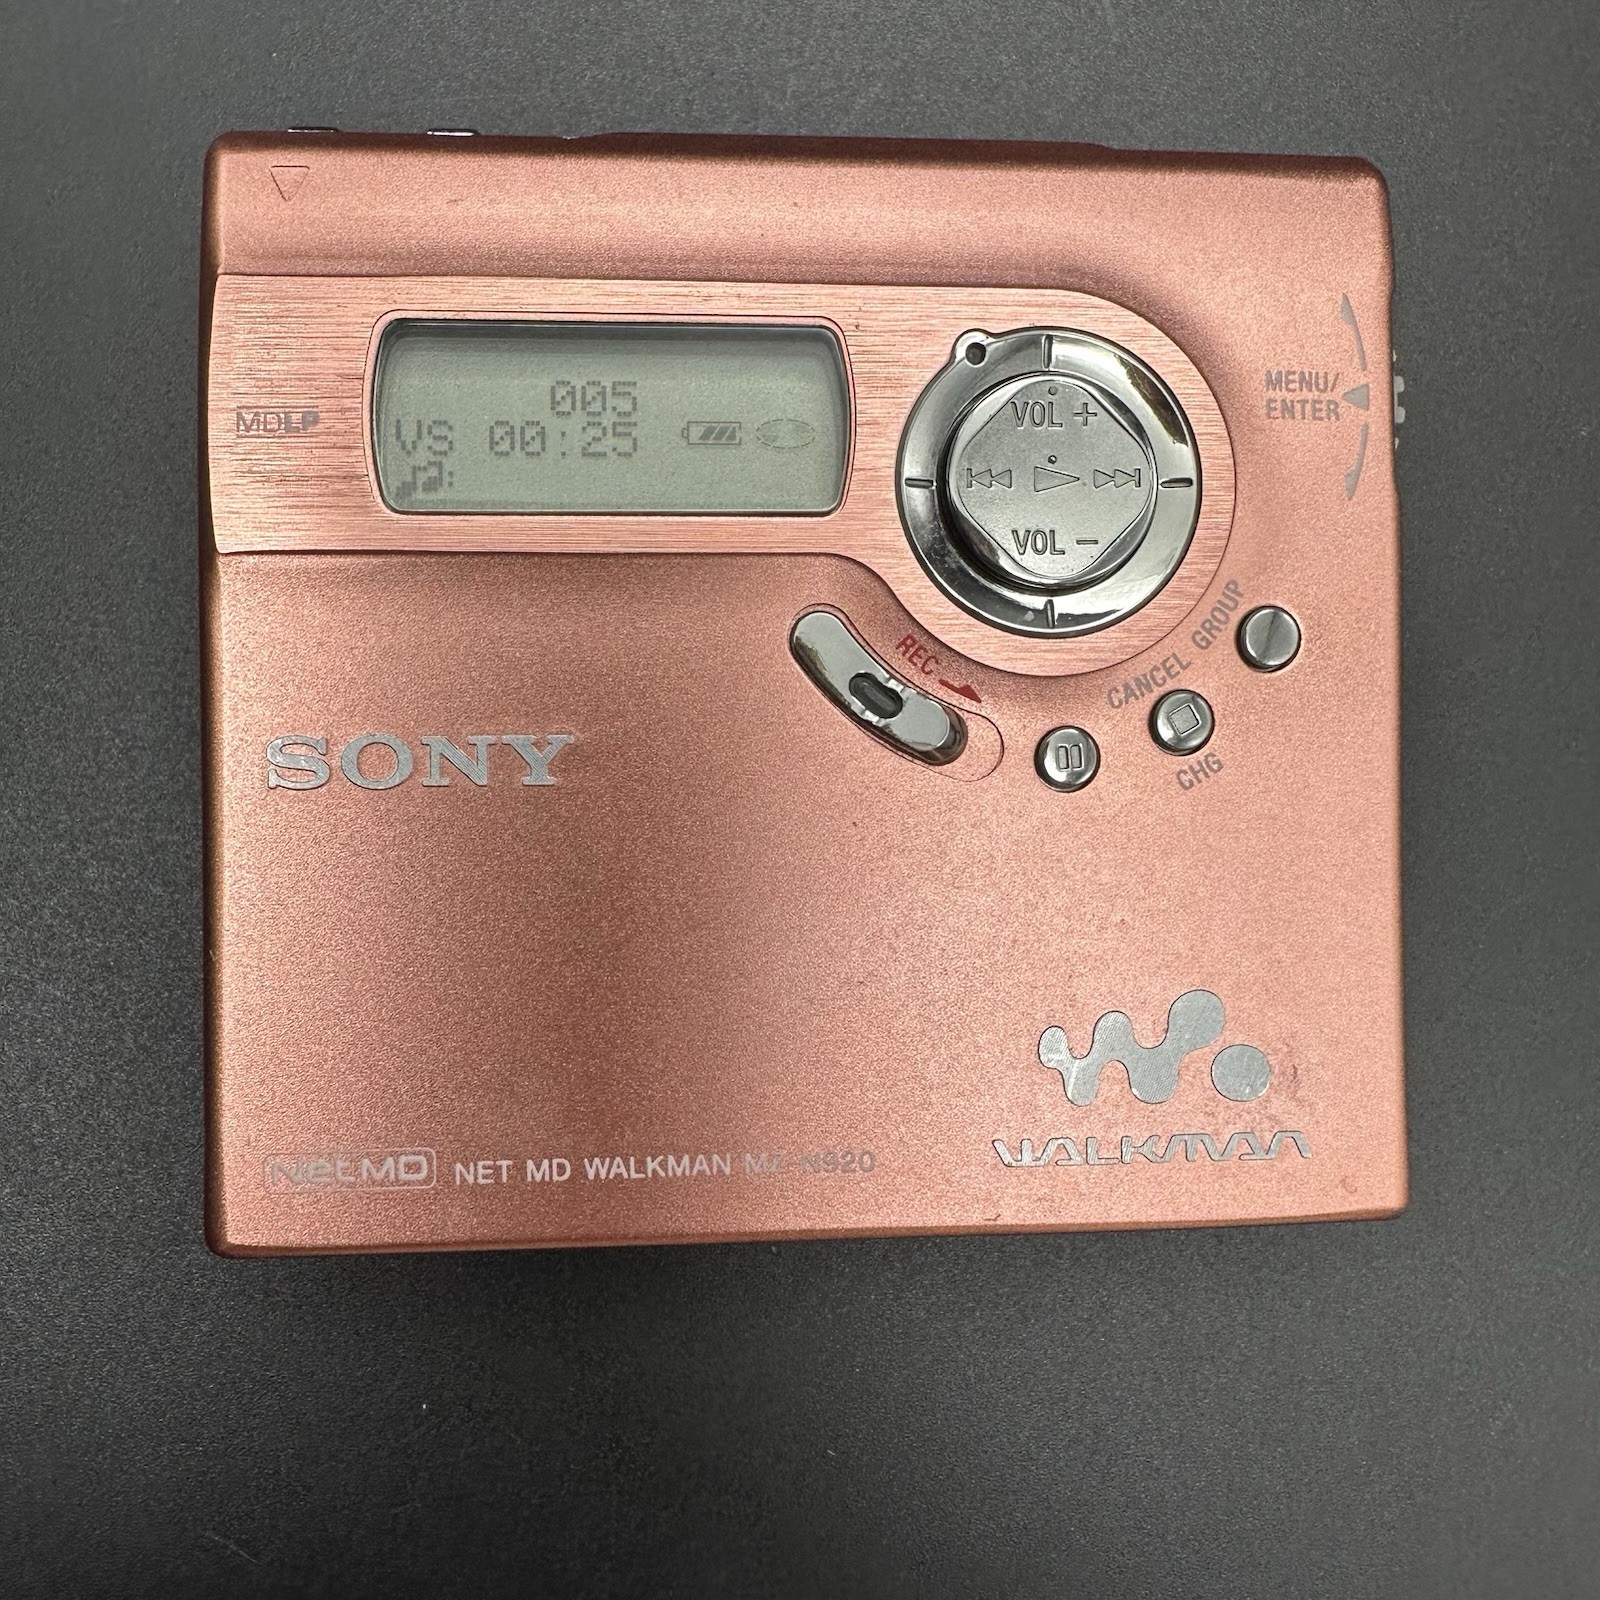 005
VS 00:25
MDLP
VOL +
VOL -
MENU/
ENTER
REC
GROUP
CANCEL
CHG
SONY
WALKMAN
NetMD NET MD WALKMAN MZ-N920